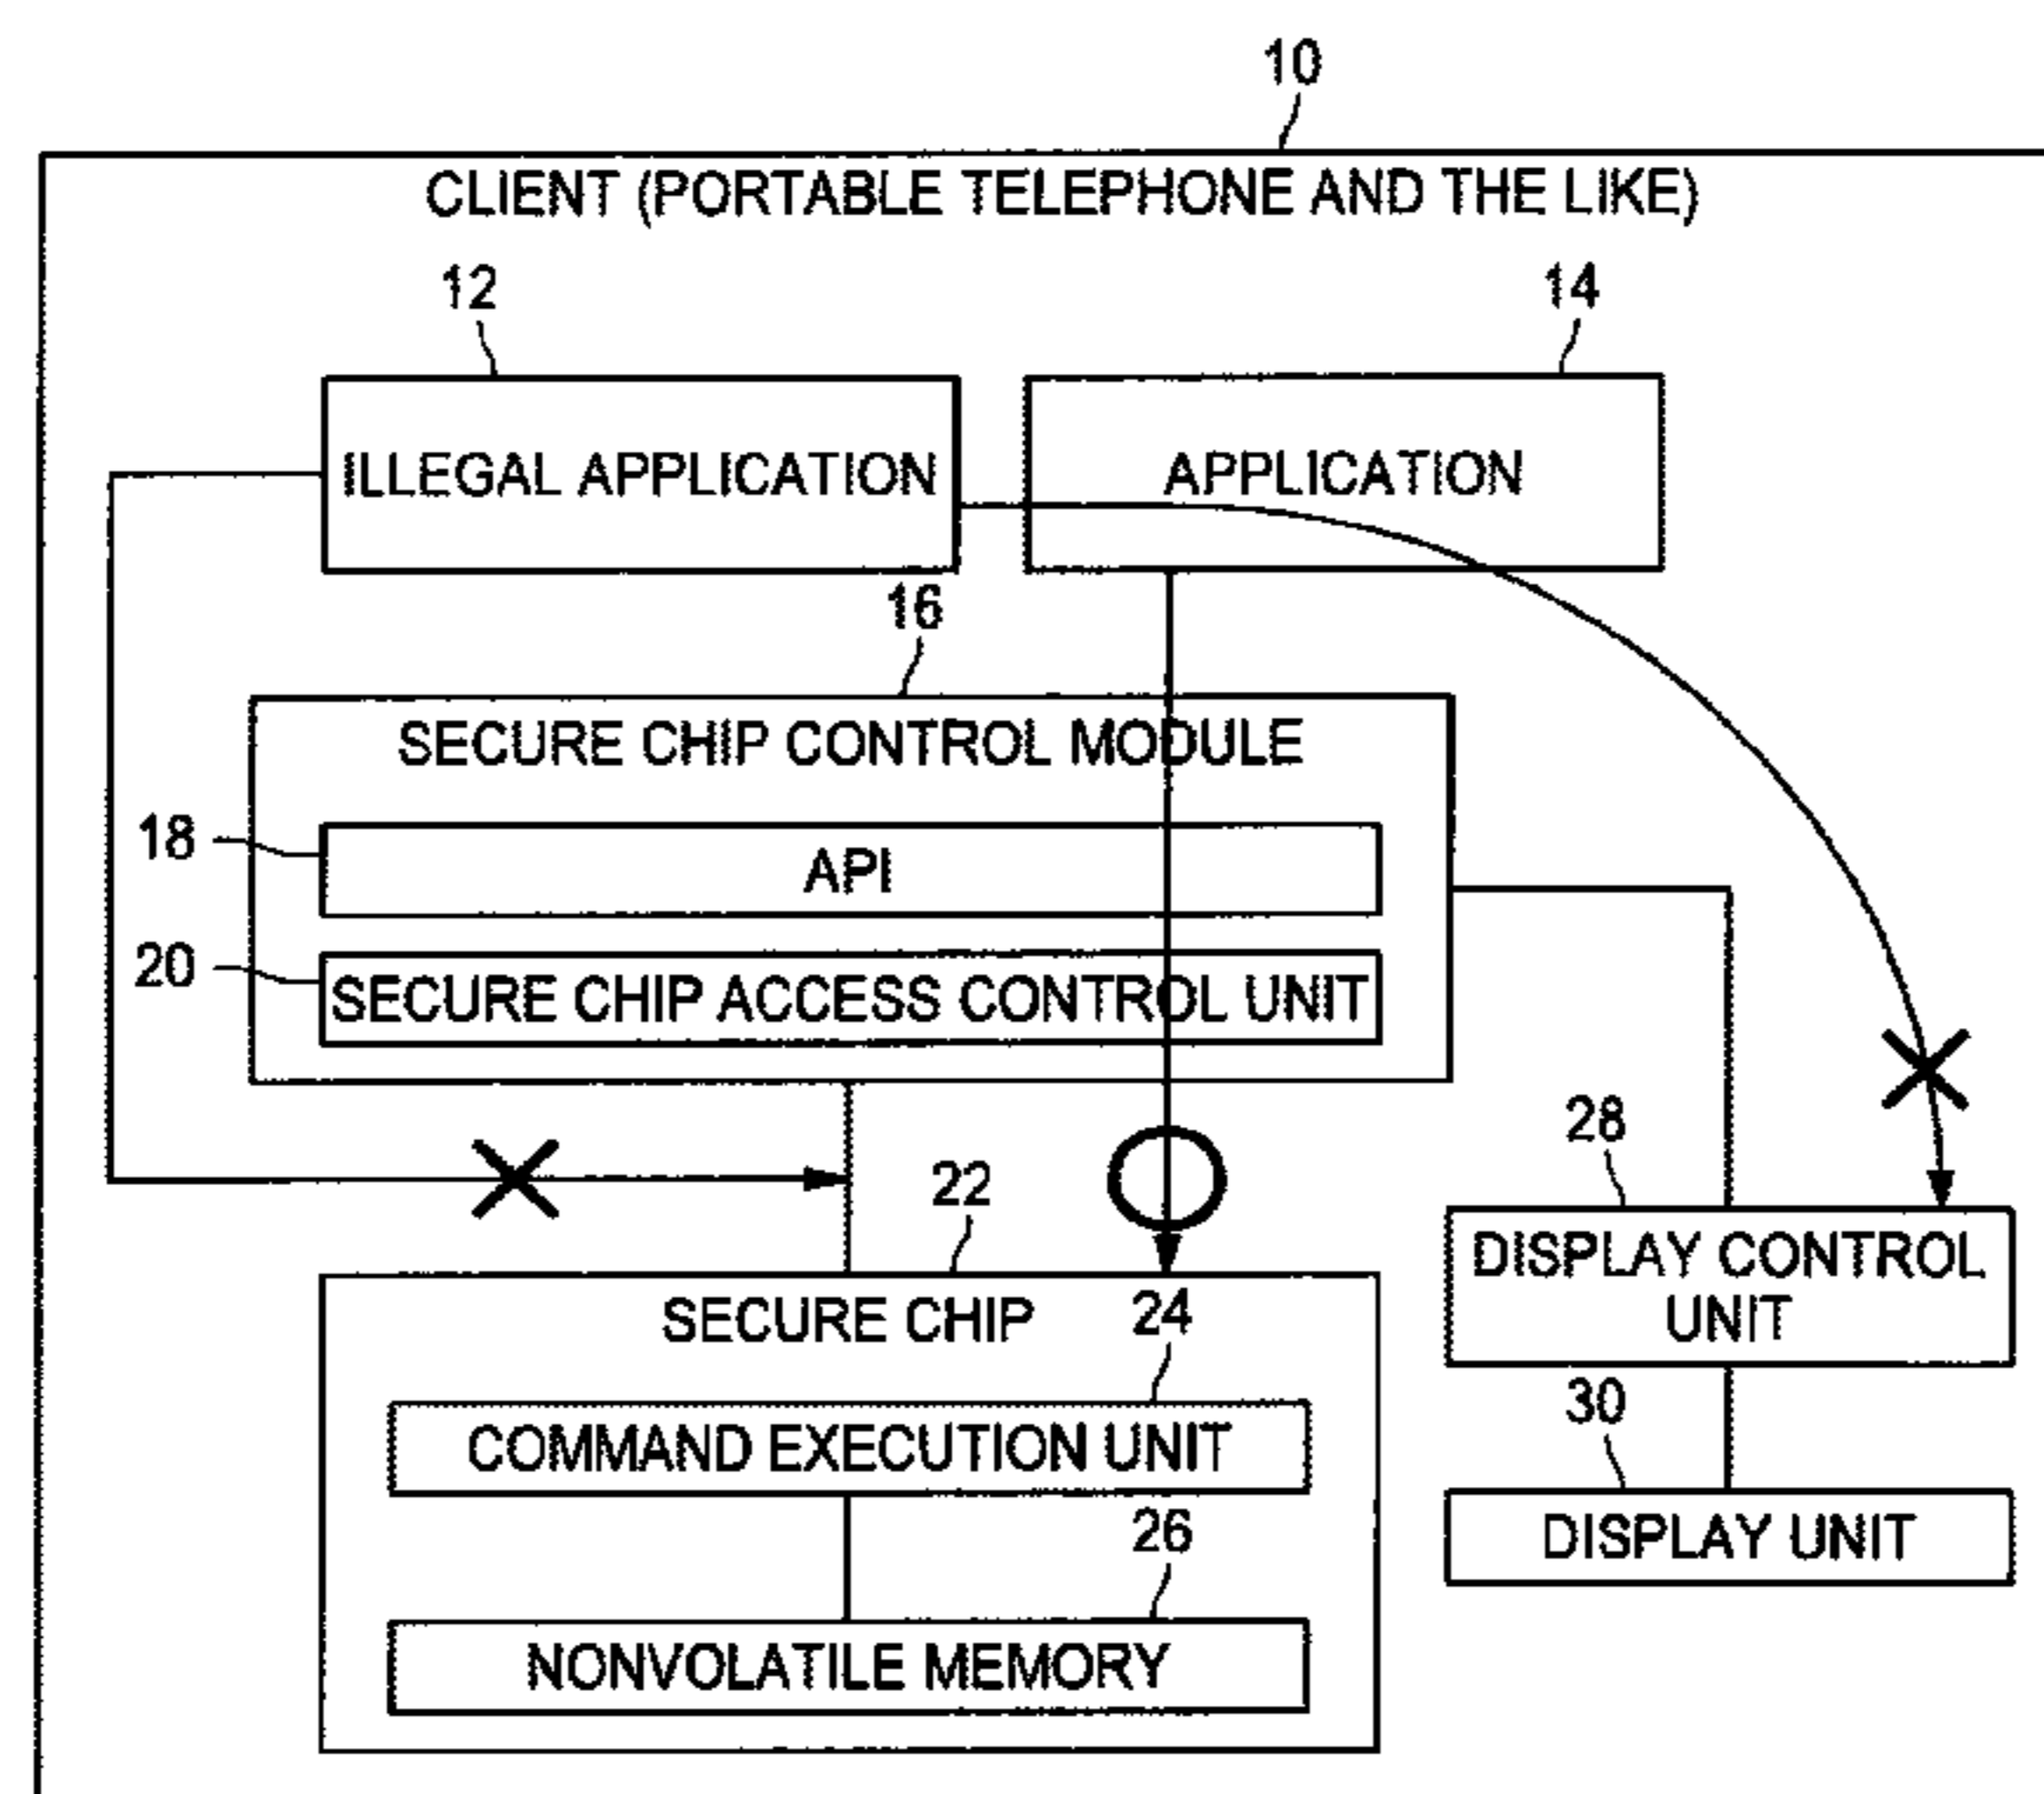 10
CLIENT (PORTABLE TELEPHONE AND THE LIKE)
12
14
ILLEGAL APPLICATION
APPLICATION
16
SECURE CHIP CONTROL MODULE
18
API
20
SECURE CHIP ACCESS CONTROL UNIT
28
22
DISPLAY CONTROL
UNIT
SECURE CHIP
24
30
COMMAND EXECUTION UNIT
26
DISPLAY UNIT
NONVOLATILE MEMORY